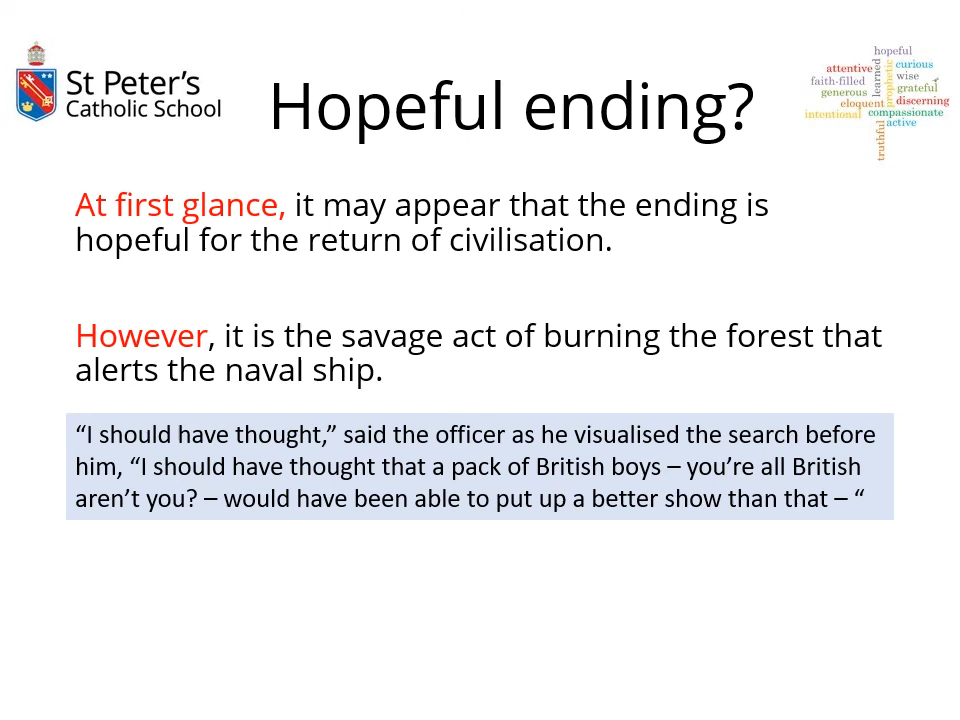 St Peter's
Catholic School
Hopeful ending?
hopeful
attentive
learned
prophetic
curious
faith-filled
wise
generous
grateful
eloquent
discerning
intentional
compassionate
truthful
active
At first glance, it may appear that the ending is
hopeful for the return of civilisation.
However, it is the savage act of burning the forest that
alerts the naval ship.
“I should have thought,” said the officer as he visualised the search before
him, “I should have thought that a pack of British boys – you’re all British
aren’t you? – would have been able to put up a better show than that – “